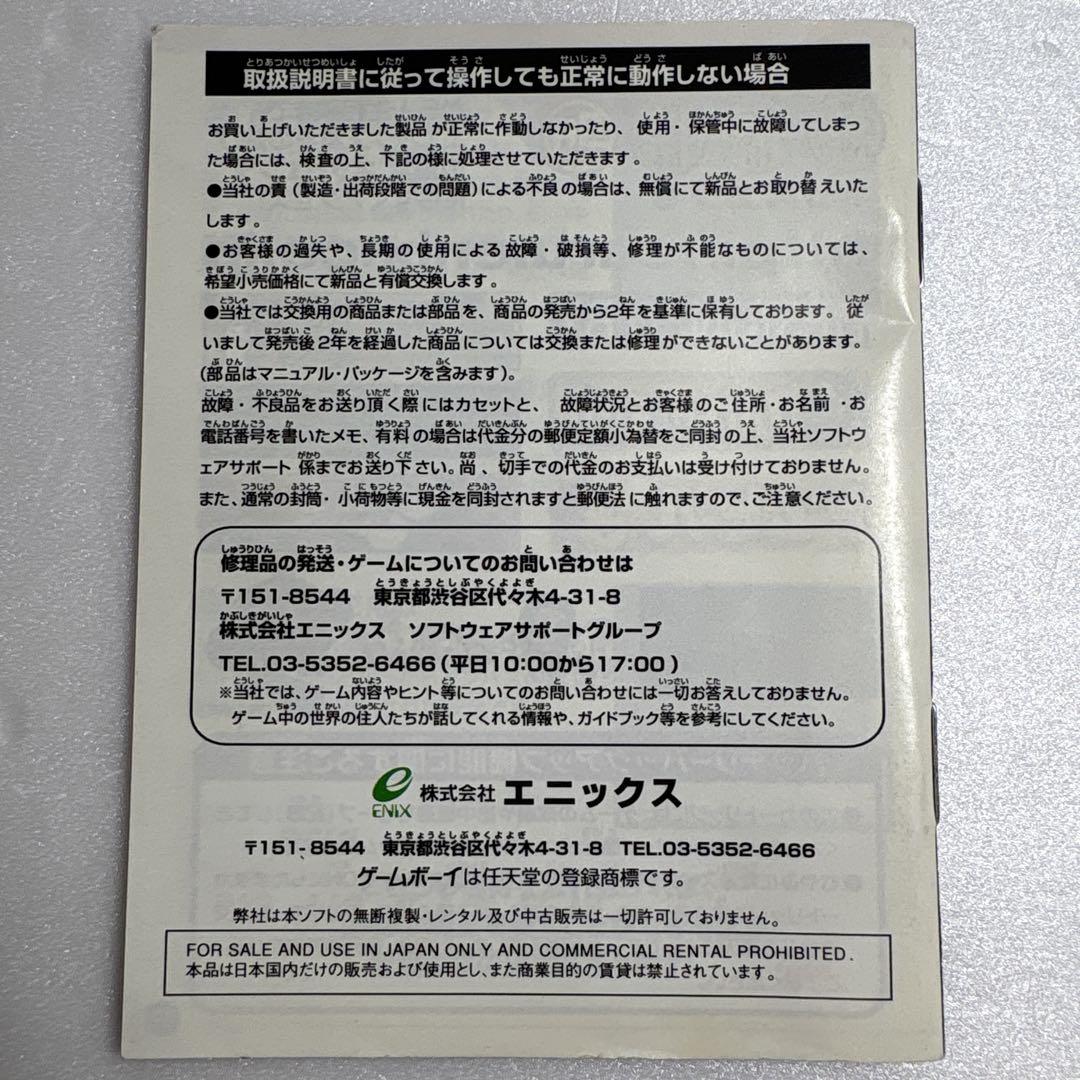 取扱説明書に従って操作しても正常に動作しない場合
お買い上げいただきました製品が正常に作動しなかったり、使用・保管中に故障してしまっ
た場合には、検査の上、下記の様に処理させていただきます。
●当社の責(製造・出荷段階での問題)による不良の場合は、無償にて新品とお取り替えいた
します。
●お客様の過失や、長期の使用による故障・破損等、修理が不能なものについては、
希望小売価格にて新品と有償交換します。
●当社では交換用の商品または部品を、商品の発売から2年を基準に保有しております。従
いまして発売後2年を経過した商品については交換または修理ができないことがあります。
(部品はマニュアル・パッケージを含みます)。
故障・不良品をお送り頂く際にはカセットと、故障状況とお客様のご住所・お名前・お
電話番号を書いたメモ、有料の場合は代金分の郵便定額小為替をご同封の上、当社ソフトウ
ェアサポート係までお送り下さい。尚、切手での代金のお支払いは受け付けておりません。
また、通常の封筒・小荷物等に現金を同封されますと郵便法に触れますので、ご注意ください。
修理品の発送・ゲームについてのお問い合わせは
〒151-8544 東京都渋谷区代々木4-31-8
株式会社エニックス ソフトウェアサポートグループ
TEL.03-5352-6466(平日10:00から17:00)
※当社では、ゲーム内容やヒント等についてのお問い合わせには一切お答えしておりません。
ゲーム中の世界の住人たちが話してくれる情報や、ガイドブック等を参考にしてください。
ENIX 株式会社 エニックス
〒151-8544 東京都渋谷区代々木4-31-8 TEL.03-5352-6466
ゲームボーイは任天堂の登録商標です。
弊社は本ソフトの無断複製・レンタル及び中古販売は一切許可しておりません。
FOR SALE AND USE IN JAPAN ONLY AND COMMERCIAL RENTAL PROHIBITED.
本品は日本国内だけの販売および使用とし、また商業目的の賃貸は禁止されています。